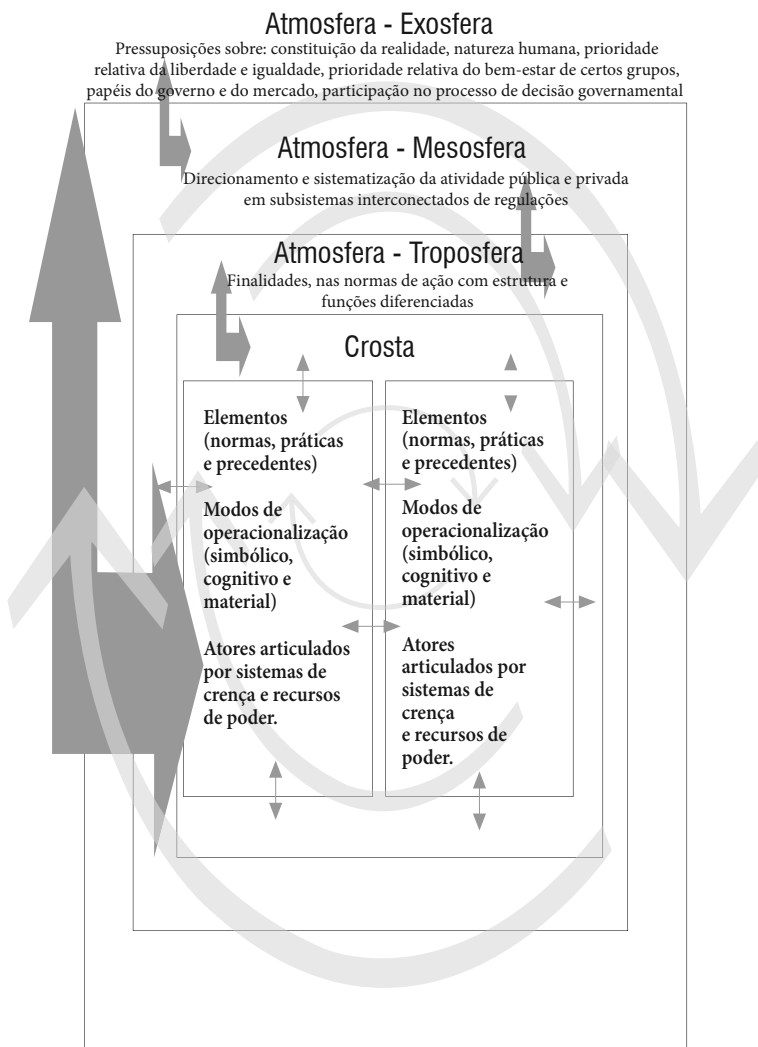 Atmosfera - Exosfera
Pressuposições sobre: constituição da realidade, natureza humana, prioridade
relativa da liberdade e igualdade, prioridade relativa do bem-estar de certos grupos,
papéis do governo e do mercado, participação no processo de decisão governamental
Atmosfera - Mesosfera
Direcionamento e sistematização da atividade pública e privada
em subsistemas interconectados de regulações
Atmosfera - Troposfera
Finalidades, nas normas de ação com estrutura e
funções diferenciadas
Crosta
Elementos
(normas, práticas
e precedentes)
Modos de
operacionalização
(simbólico,
cognitivo e
material)
Atores articulados
por sistemas de
crença e recursos
de poder.
Elementos
(normas, práticas
e precedentes)
Modos de
operacionalização
(simbólico,
cognitivo e
material)
Atores
articulados por
sistemas de
crença
e recursos de
poder.